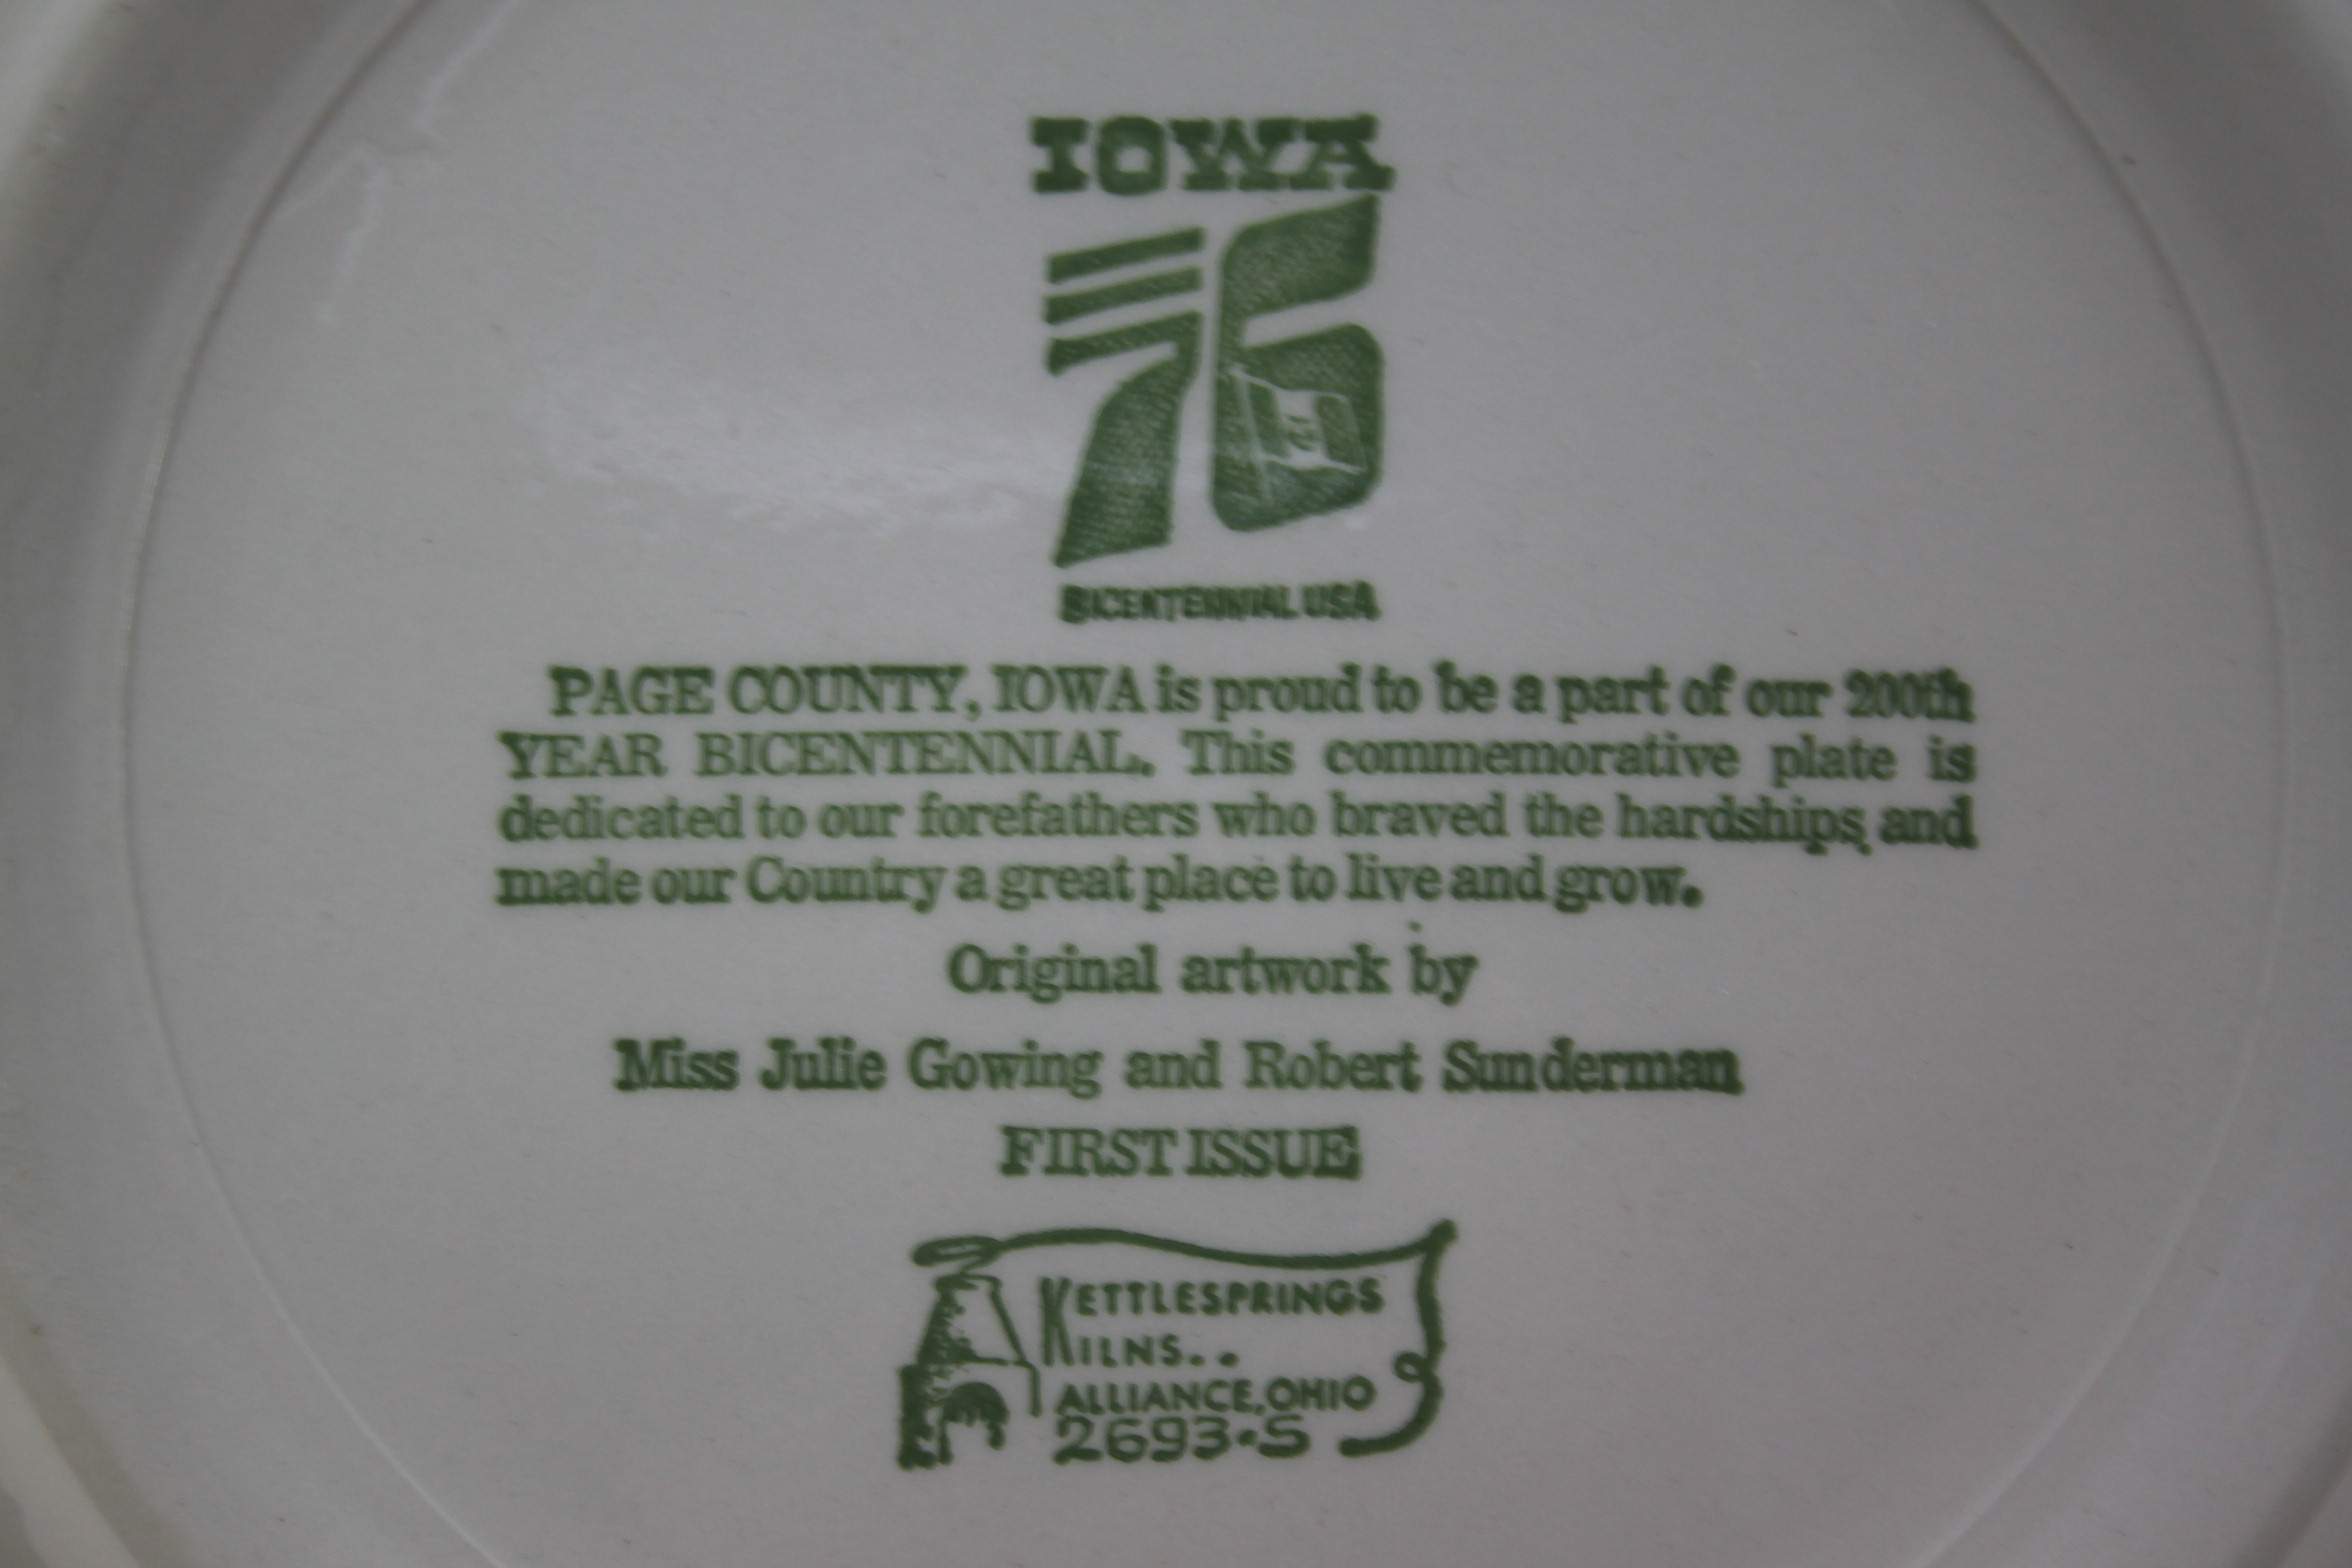 IOWA
76
BICENTENNIAL USA
PAGE COUNTY, IOWA is proud to be a part of our 200th
YEAR BICENTENNIAL. This commemorative plate is
dedicated to our forefathers who braved the hardships and
made our Country a great place to live and grow.
Original artwork by
Miss Julie Gowing and Robert Sunderman
FIRST ISSUE
KETTLESPRINGS
KILNS..
ALLIANCE, OHIO
2693-S